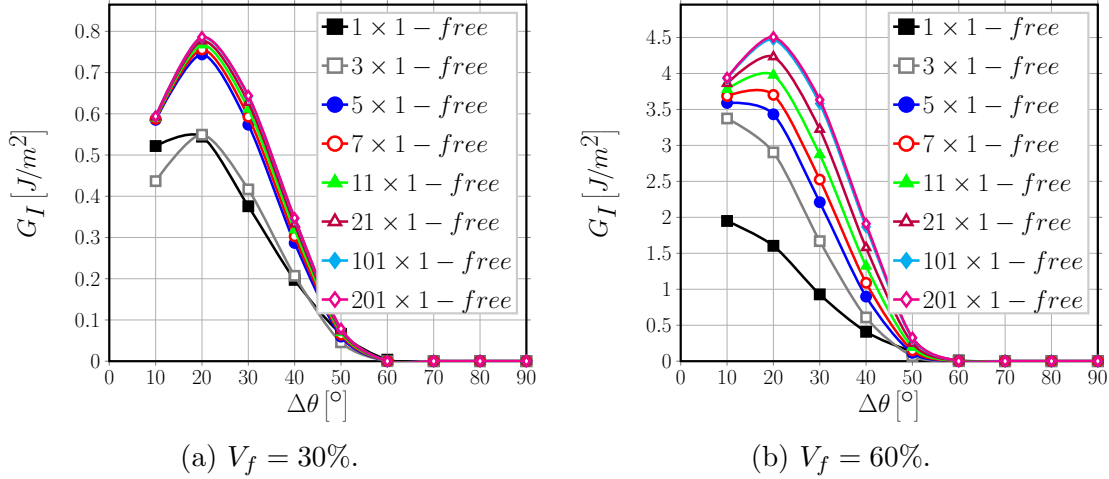 G_I [J/m^2]
0.8
0.7
0.6
0.5
0.4
0.3
0.2
0.1
0
0 10 20 30 40 50 60 70 80 90
Δθ [°]
1 × 1 − free
3 × 1 − free
5 × 1 − free
7 × 1 − free
11 × 1 − free
21 × 1 − free
101 × 1 − free
201 × 1 − free
(a) V_f = 30%.
G_I [J/m^2]
4.5
4
3.5
3
2.5
2
1.5
1
0.5
0
0 10 20 30 40 50 60 70 80 90
Δθ [°]
1 × 1 − free
3 × 1 − free
5 × 1 − free
7 × 1 − free
11 × 1 − free
21 × 1 − free
101 × 1 − free
201 × 1 − free
(b) V_f = 60%.